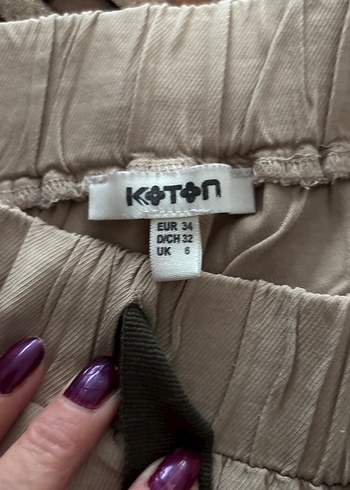 KOTON
EUR 34
D/CH 32
UK 6